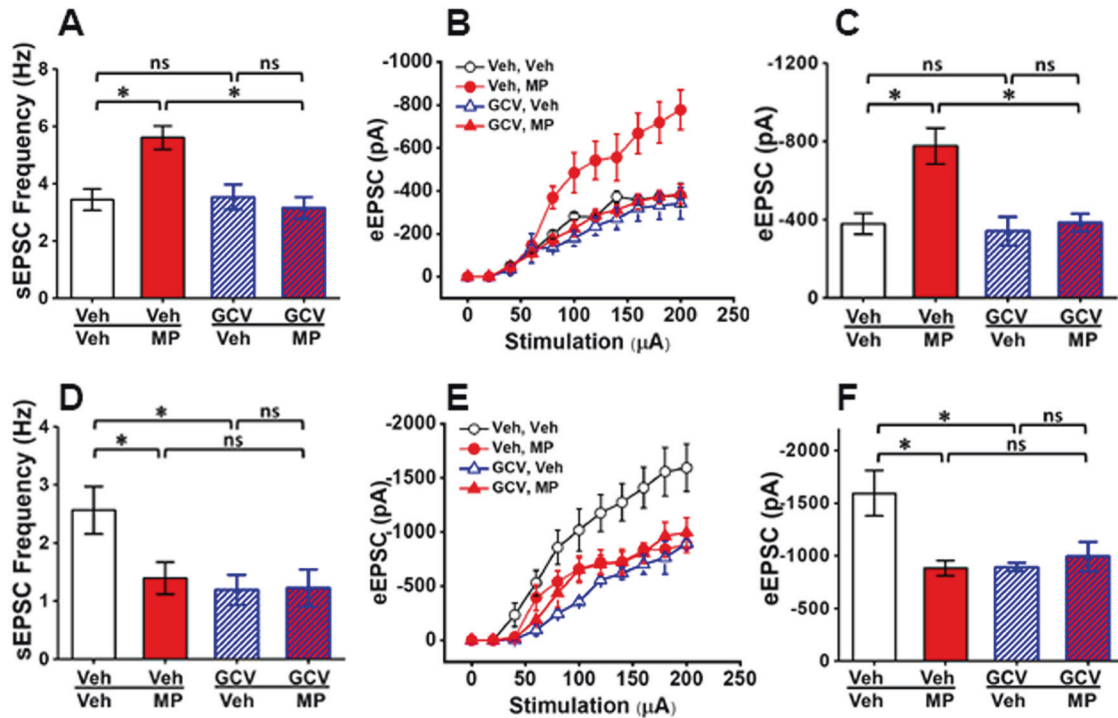 A
sEPSC Frequency (Hz)
8
6
4
2
0
ns
ns
*
*
Veh
Veh
GCV
GCV
Veh
MP
Veh
MP
B
eEPSC (pA)
-1000
-800
-600
-400
-200
0
Veh, Veh
Veh, MP
GCV, Veh
GCV, MP
0
50
100
150
200
250
Stimulation (μA)
C
eEPSC (pA)
-1200
-800
-400
0
ns
ns
*
*
Veh
Veh
GCV
GCV
Veh
MP
Veh
MP
D
sEPSC Frequency (Hz)
4
3
2
1
0
*
ns
*
ns
Veh
Veh
GCV
GCV
Veh
MP
Veh
MP
E
eEPSC (pA)
-2000
-1500
-1000
-500
0
Veh, Veh
Veh, MP
GCV, Veh
GCV, MP
0
50
100
150
200
250
Stimulation (μA)
F
eEPSC (pA)
-2000
-1500
-1000
-500
0
*
ns
*
ns
Veh
Veh
GCV
GCV
Veh
MP
Veh
MP